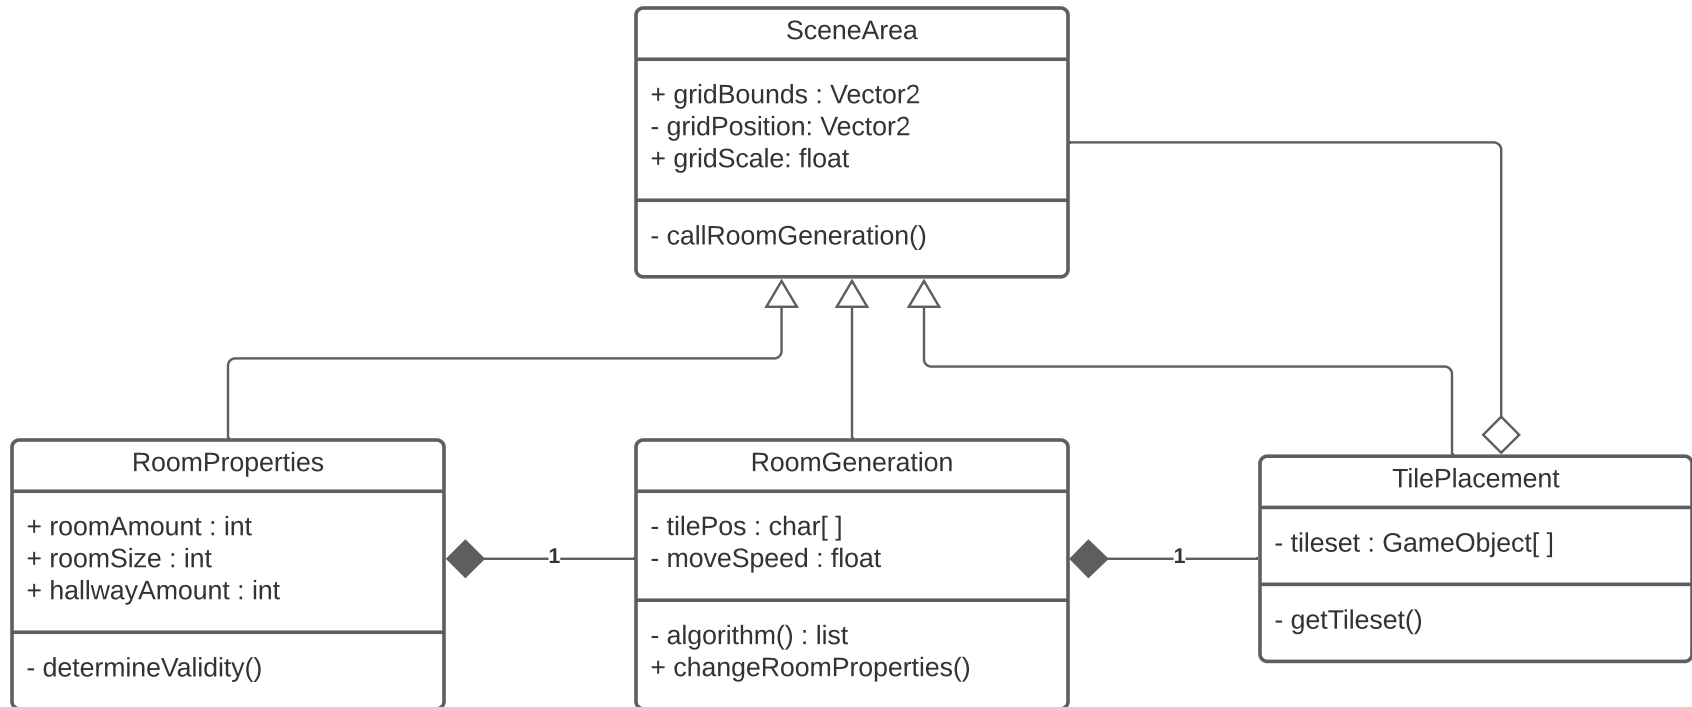 SceneArea
+ gridBounds : Vector2
- gridPosition: Vector2
+ gridScale: float
- callRoomGeneration()
RoomProperties
+ roomAmount : int
+ roomSize : int
+ hallwayAmount : int
- determineValidity()
1
RoomGeneration
- tilePos : char[ ]
- moveSpeed : float
- algorithm() : list
+ changeRoomProperties()
1
TilePlacement
- tileset : GameObject[ ]
- getTileset()